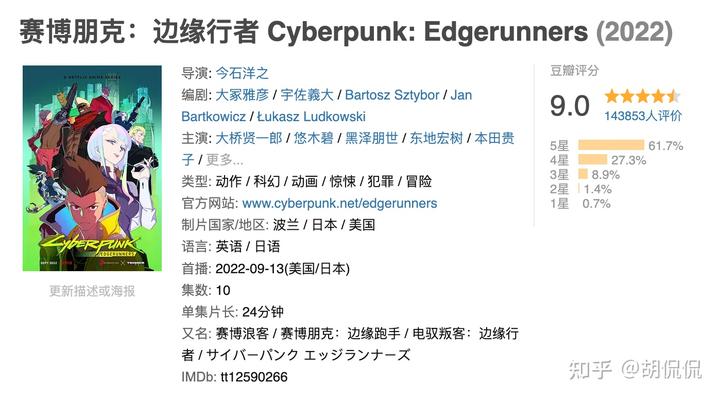 赛博朋克：边缘行者 Cyberpunk: Edgerunners (2022)
导演: 今石洋之
编剧: 大冢雅彦 / 宇佐義大 / Bartosz Sztybor / Jan
Bartkowicz / Łukasz Ludkowski
主演: 大桥贤一郎 / 悠木碧 / 黑泽朋世 / 东地宏树 / 本田贵
子 / 更多...
类型: 动作 / 科幻 / 动画 / 惊悚 / 犯罪 / 冒险
官方网站: www.cyberpunk.net/edgerunners
制片国家/地区: 波兰 / 日本 / 美国
语言: 英语 / 日语
首播: 2022-09-13(美国/日本)
集数: 10
单集片长: 24分钟
又名: 赛博浪客 / 赛博朋克：边缘跑手 / 电驭叛客：边缘行
者 / サイバーパンク エッジランナーズ
IMDb: tt12590266
CYBERPUNK
EDGERUNNERS
更新描述或海报
豆瓣评分
9.0
143853人评价
5星 61.7%
4星 27.3%
3星 8.9%
2星 1.4%
1星 0.7%
知乎 @胡侃侃